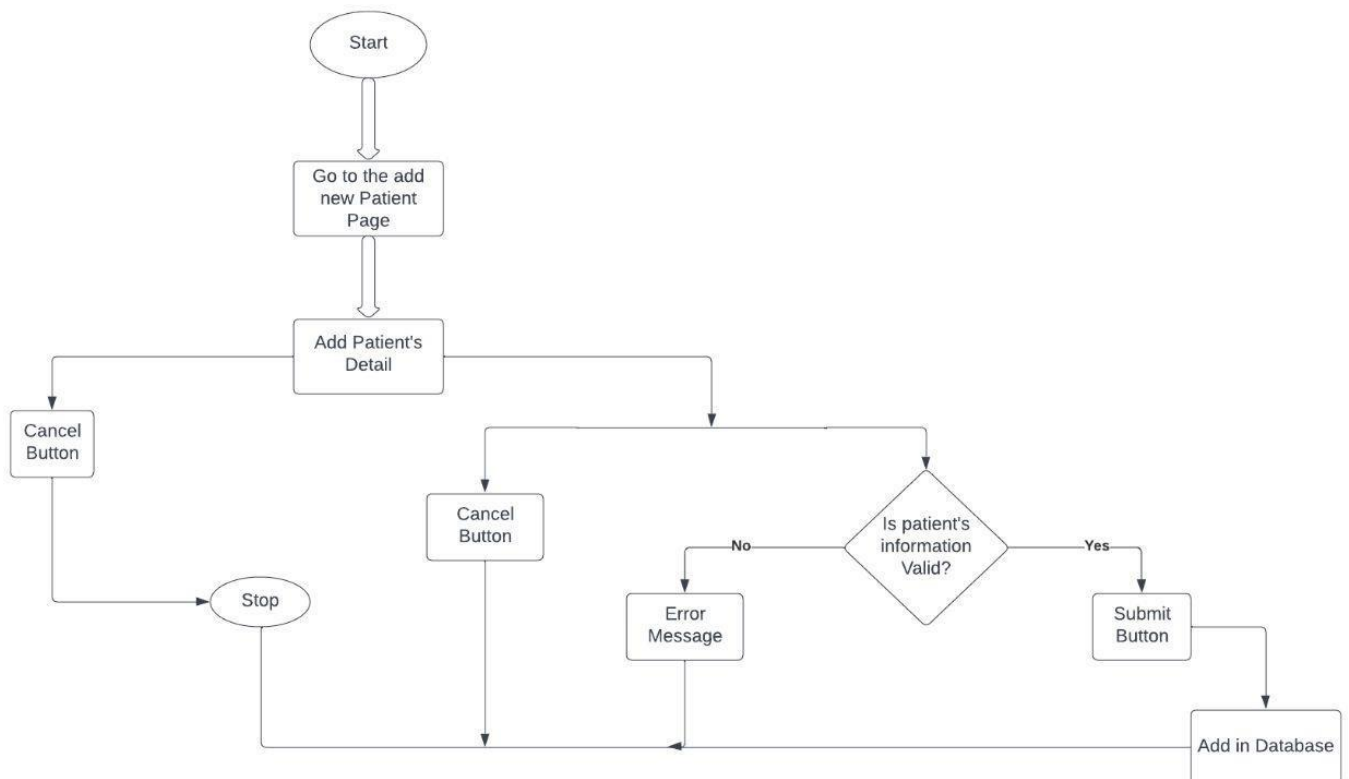 Start
Go to the add
new Patient
Page
Add Patient's
Detail
Cancel
Button
Cancel
Button
Is patient's
information
Valid?
No
Yes
Stop
Error
Message
Submit
Button
Add in Database